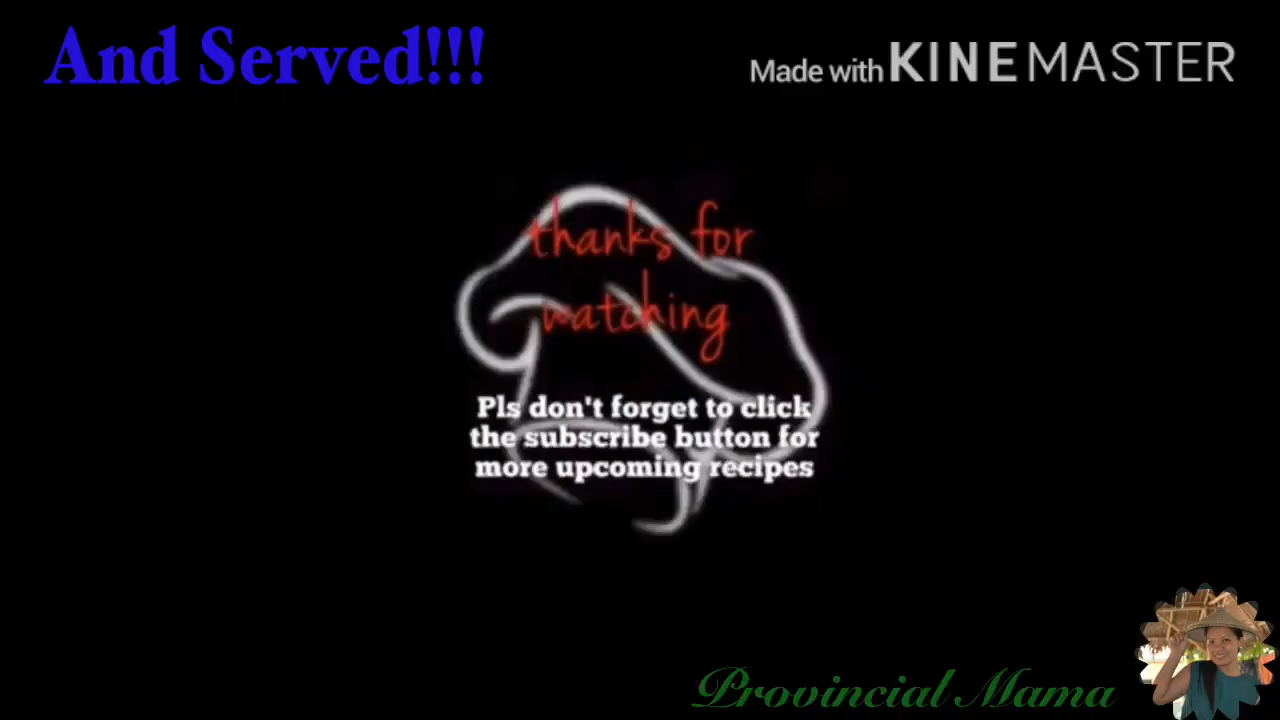 And Served!!!
Made with KINEMASTER
thanks for
watching
Pls don't forget to click
the subscribe button for
more upcoming recipes
Provincial Mama